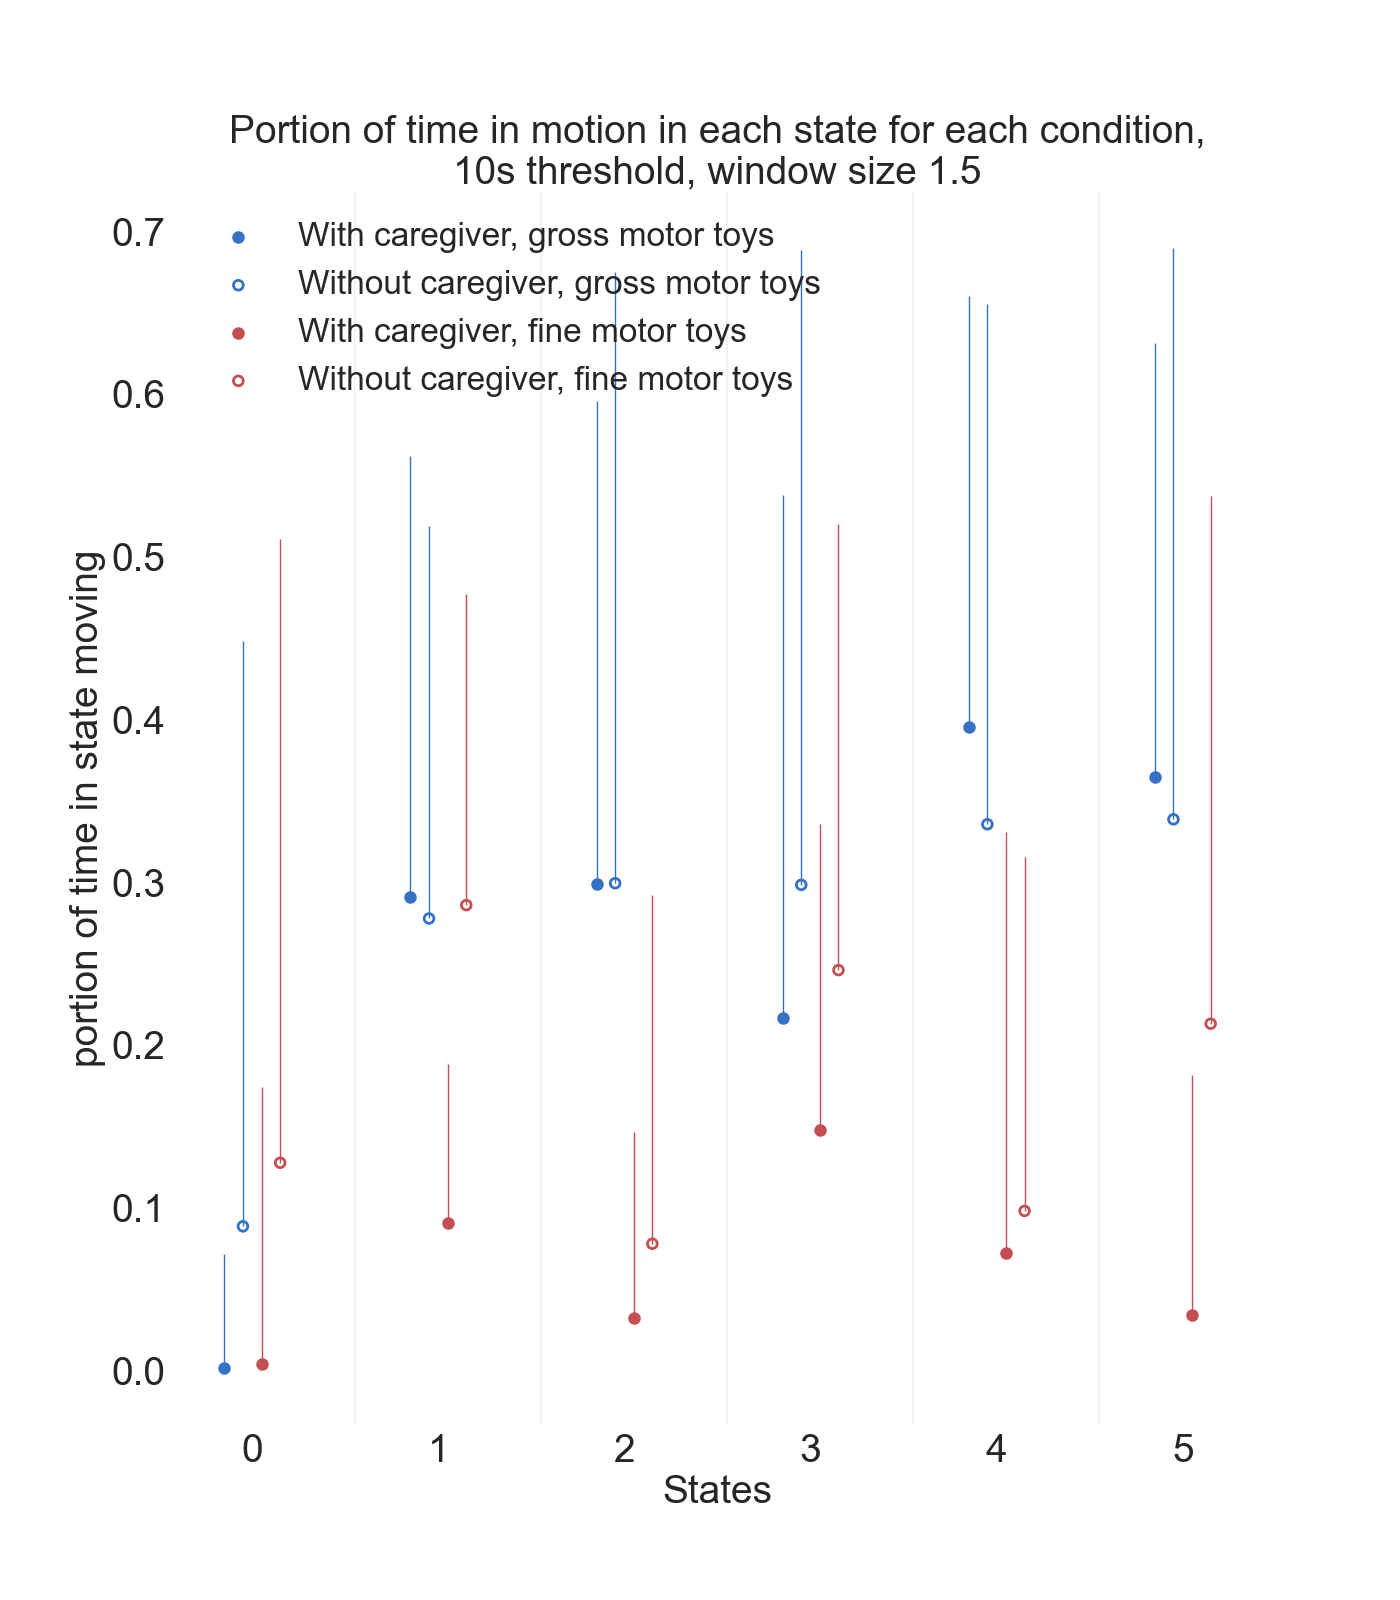 Portion of time in motion in each state for each condition,
10s threshold, window size 1.5
With caregiver, gross motor toys
Without caregiver, gross motor toys
With caregiver, fine motor toys
Without caregiver, fine motor toys
portion of time in state moving
0.7
0.6
0.5
0.4
0.3
0.2
0.1
0.0
0 1 2 3 4 5
States